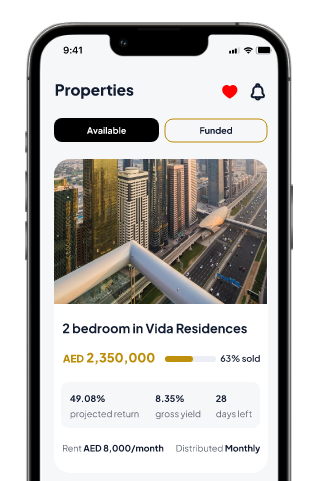 9:41
Properties
Available
Funded
2 bedroom in Vida Residences
AED 2,350,000
63% sold
49.08% 8.35% 28
projected return gross yield days left
Rent AED 8,000/month Distributed Monthly